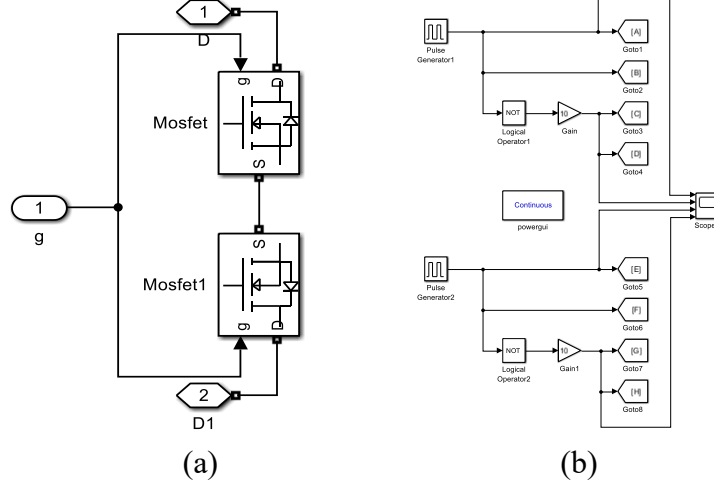 1
D
g
D
Mosfet
S
1
g
S
Mosfet1
g
D
2
D1
(a)
[A]
Pulse
Generator1
Goto1
[B]
Goto2
NOT
10
[C]
Logical
Operator1
Gain
Goto3
[D]
Goto4
Continuous
powergui
Scope
[E]
Pulse
Generator2
Goto5
[F]
Goto6
NOT
10
[G]
Logical
Operator2
Gain1
Goto7
[H]
Goto8
(b)